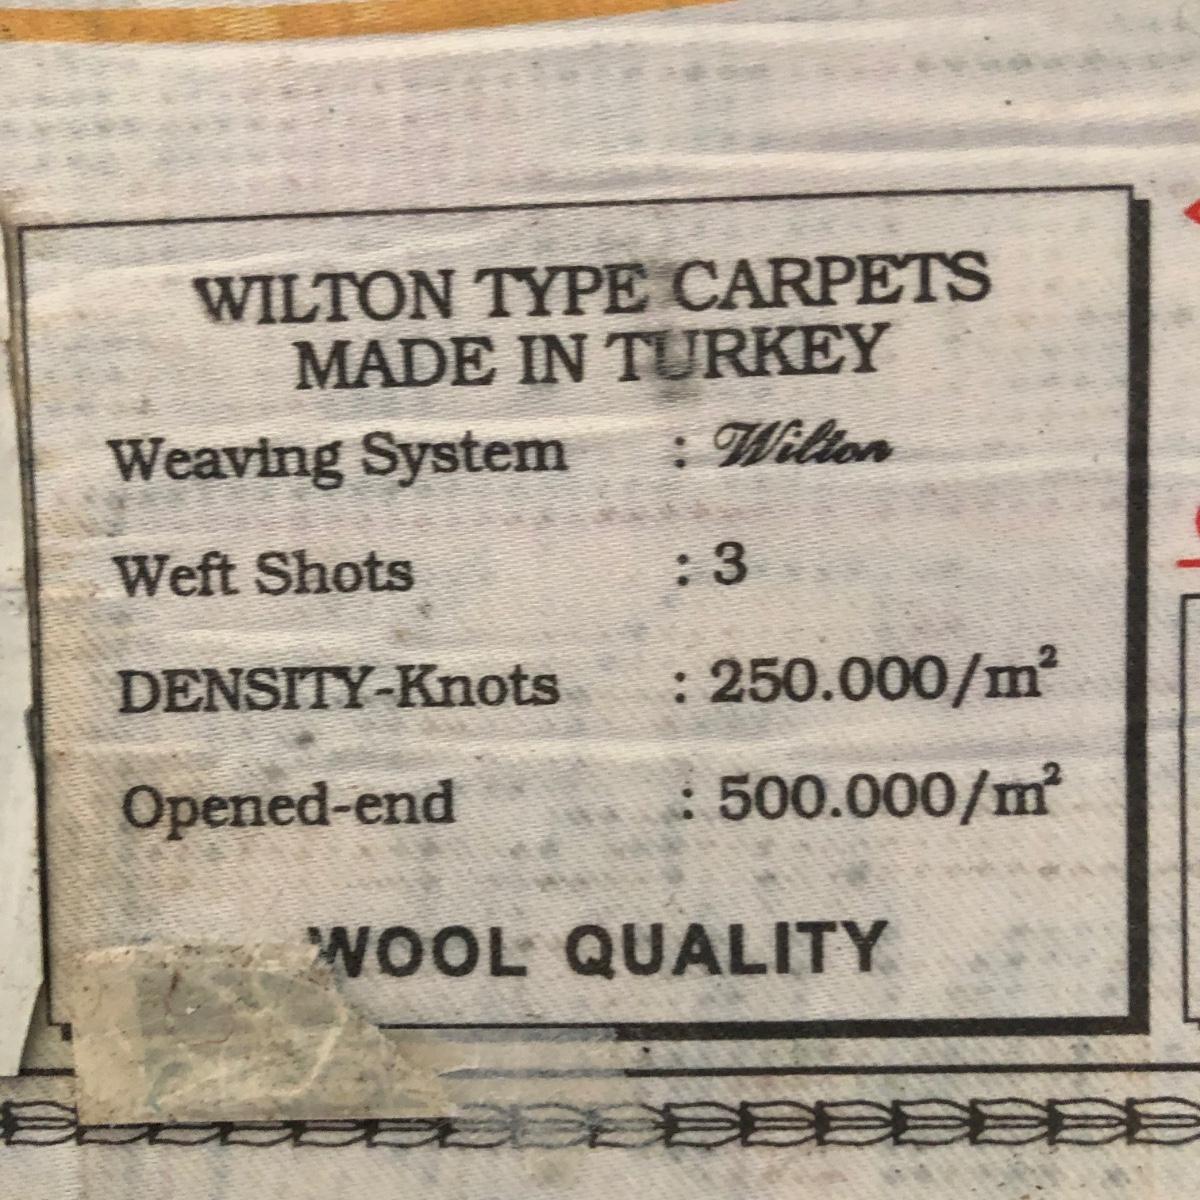 WILTON TYPE CARPETS
MADE IN TURKEY
Weaving System : Wilton
Weft Shots : 3
DENSITY-Knots : 250.000/m²
Opened-end : 500.000/m²
WOOL QUALITY